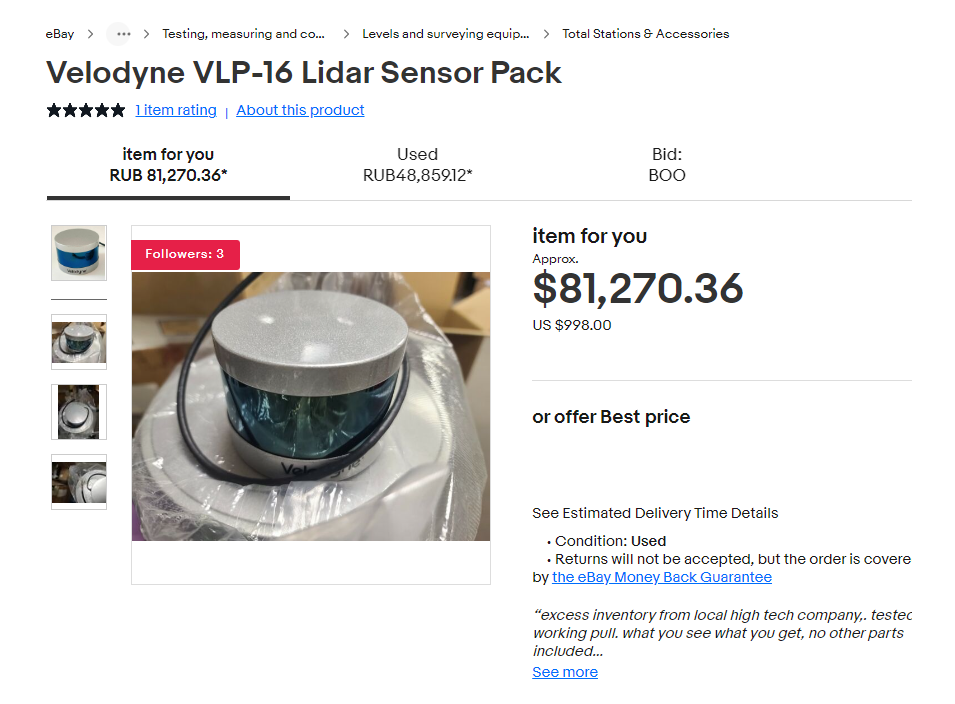 eBay > ... > Testing, measuring and co... > Levels and surveying equip... > Total Stations & Accessories
Velodyne VLP-16 Lidar Sensor Pack
★★★★★ 1 item rating | About this product
item for you
RUB 81,270.36*
Used
RUB48,859.12*
Bid:
BOO
Followers: 3
Velodyne
Velodyne
item for you
Approx.
$81,270.36
US $998.00
or offer Best price
See Estimated Delivery Time Details
• Condition: Used
• Returns will not be accepted, but the order is covere
by the eBay Money Back Guarantee
“excess inventory from local high tech company,. tested
working pull. what you see what you get, no other parts
included...
See more